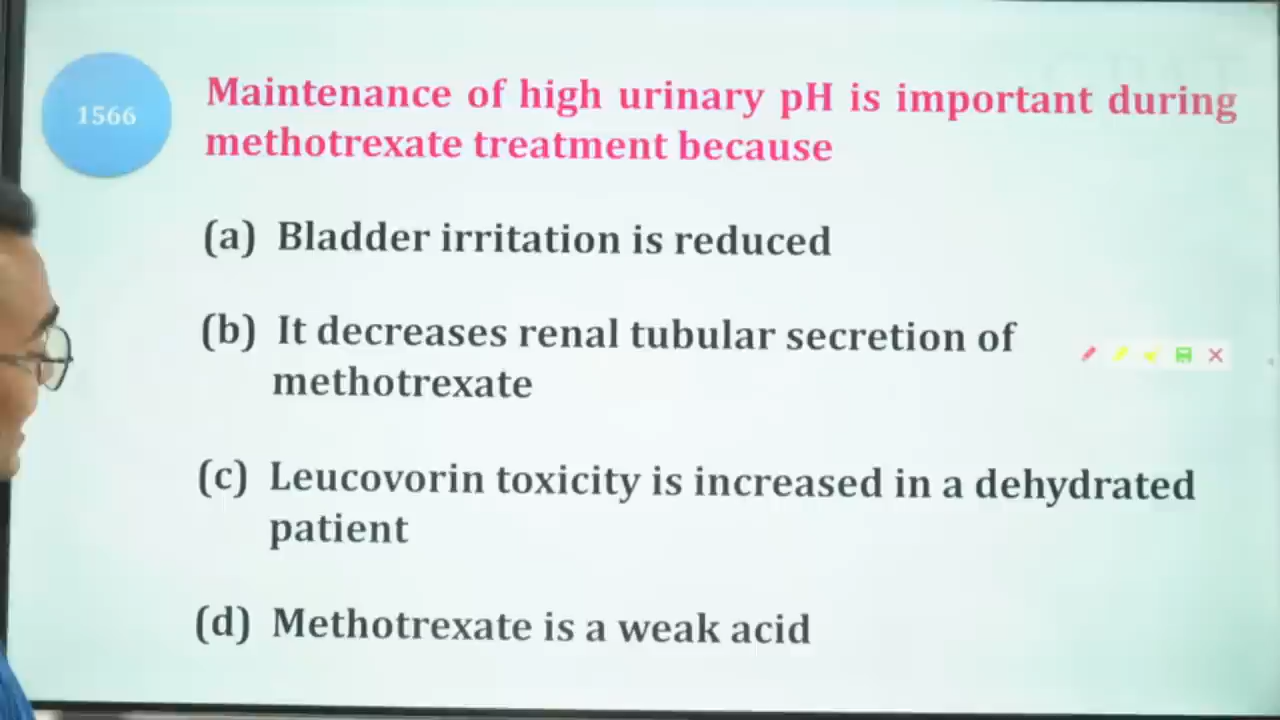 1566
Maintenance of high urinary pH is important during
methotrexate treatment because
(a) Bladder irritation is reduced
(b) It decreases renal tubular secretion of
methotrexate
(c) Leucovorin toxicity is increased in a dehydrated
patient
(d) Methotrexate is a weak acid